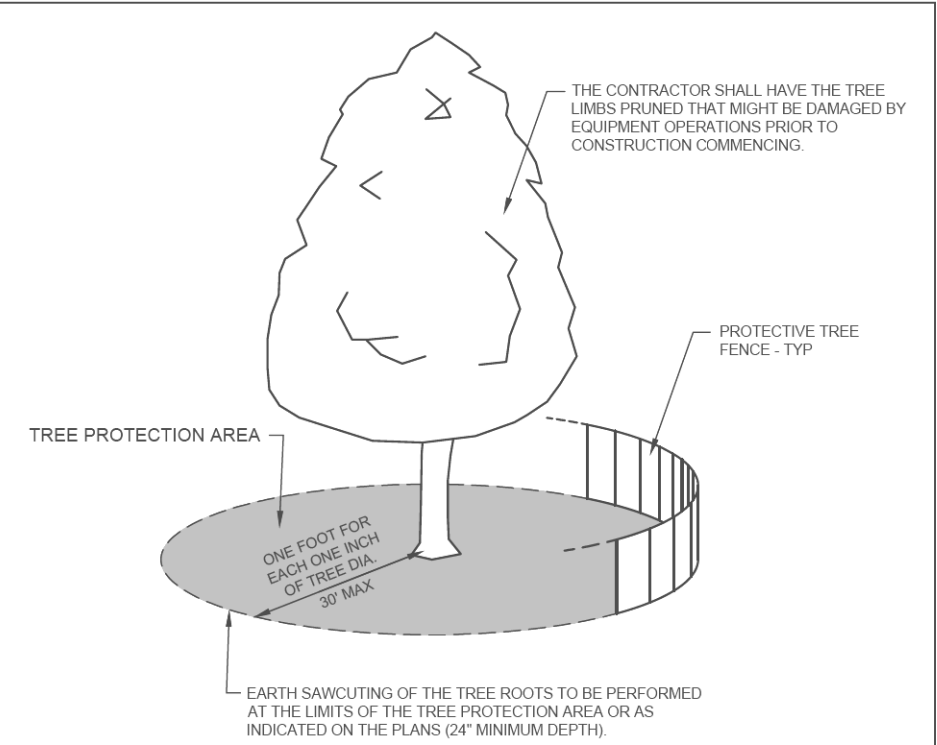 THE CONTRACTOR SHALL HAVE THE TREE
LIMBS PRUNED THAT MIGHT BE DAMAGED BY
EQUIPMENT OPERATIONS PRIOR TO
CONSTRUCTION COMMENCING.
PROTECTIVE TREE
FENCE - TYP
TREE PROTECTION AREA
ONE FOOT FOR
EACH ONE INCH
OF TREE DIA.
30' MAX
EARTH SAWCUTING OF THE TREE ROOTS TO BE PERFORMED
AT THE LIMITS OF THE TREE PROTECTION AREA OR AS
INDICATED ON THE PLANS (24" MINIMUM DEPTH).